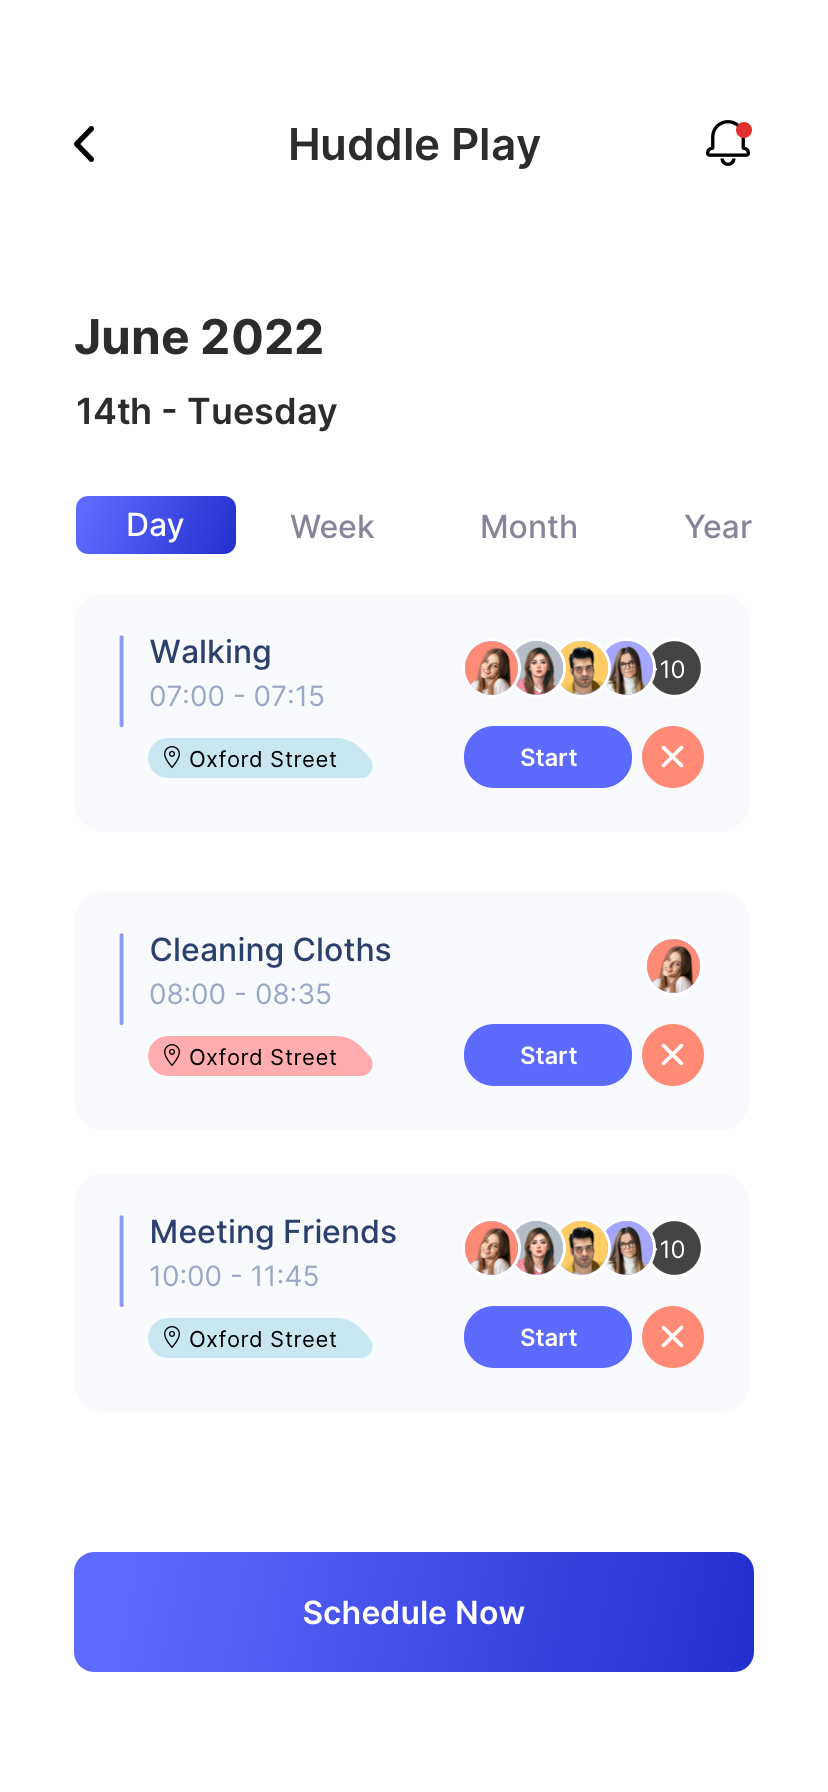 Huddle Play
June 2022
14th - Tuesday
Day Week Month Year
Walking
07:00 - 07:15
10
Oxford Street
Start
Cleaning Cloths
08:00 - 08:35
Oxford Street
Start
Meeting Friends
10:00 - 11:45
10
Oxford Street
Start
Schedule Now